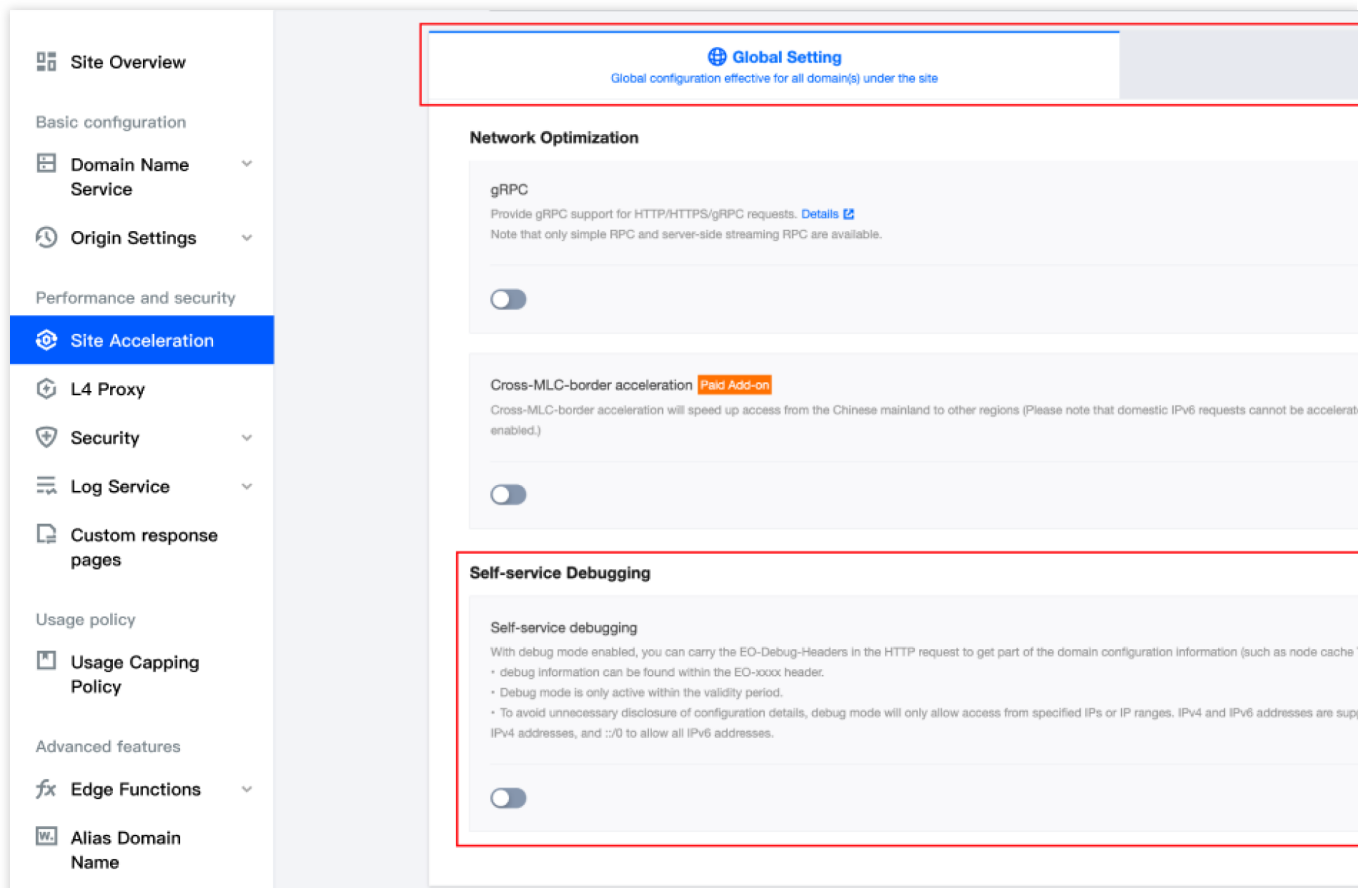 Site Overview
Basic configuration
Domain Name
Service
Origin Settings
Performance and security
Site Acceleration
L4 Proxy
Security
Log Service
Custom response
pages
Usage policy
Usage Capping
Policy
Advanced features
fx Edge Functions
W. Alias Domain
Name
Global Setting
Global configuration effective for all domain(s) under the site
Network Optimization
gRPC
Provide gRPC support for HTTP/HTTPS/gRPC requests. Details
Note that only simple RPC and server-side streaming RPC are available.
Cross-MLC-border acceleration Paid Add-on
Cross-MLC-border acceleration will speed up access from the Chinese mainland to other regions (Please note that domestic IPv6 requests cannot be accelerat
enabled.)
Self-service Debugging
Self-service debugging
With debug mode enabled, you can carry the EO-Debug-Headers in the HTTP request to get part of the domain configuration information (such as node cache
• debug information can be found within the EO-xxxx header.
• Debug mode is only active within the validity period.
• To avoid unnecessary disclosure of configuration details, debug mode will only allow access from specified IPs or IP ranges. IPv4 and IPv6 addresses are sup
IPv4 addresses, and ::/0 to allow all IPv6 addresses.